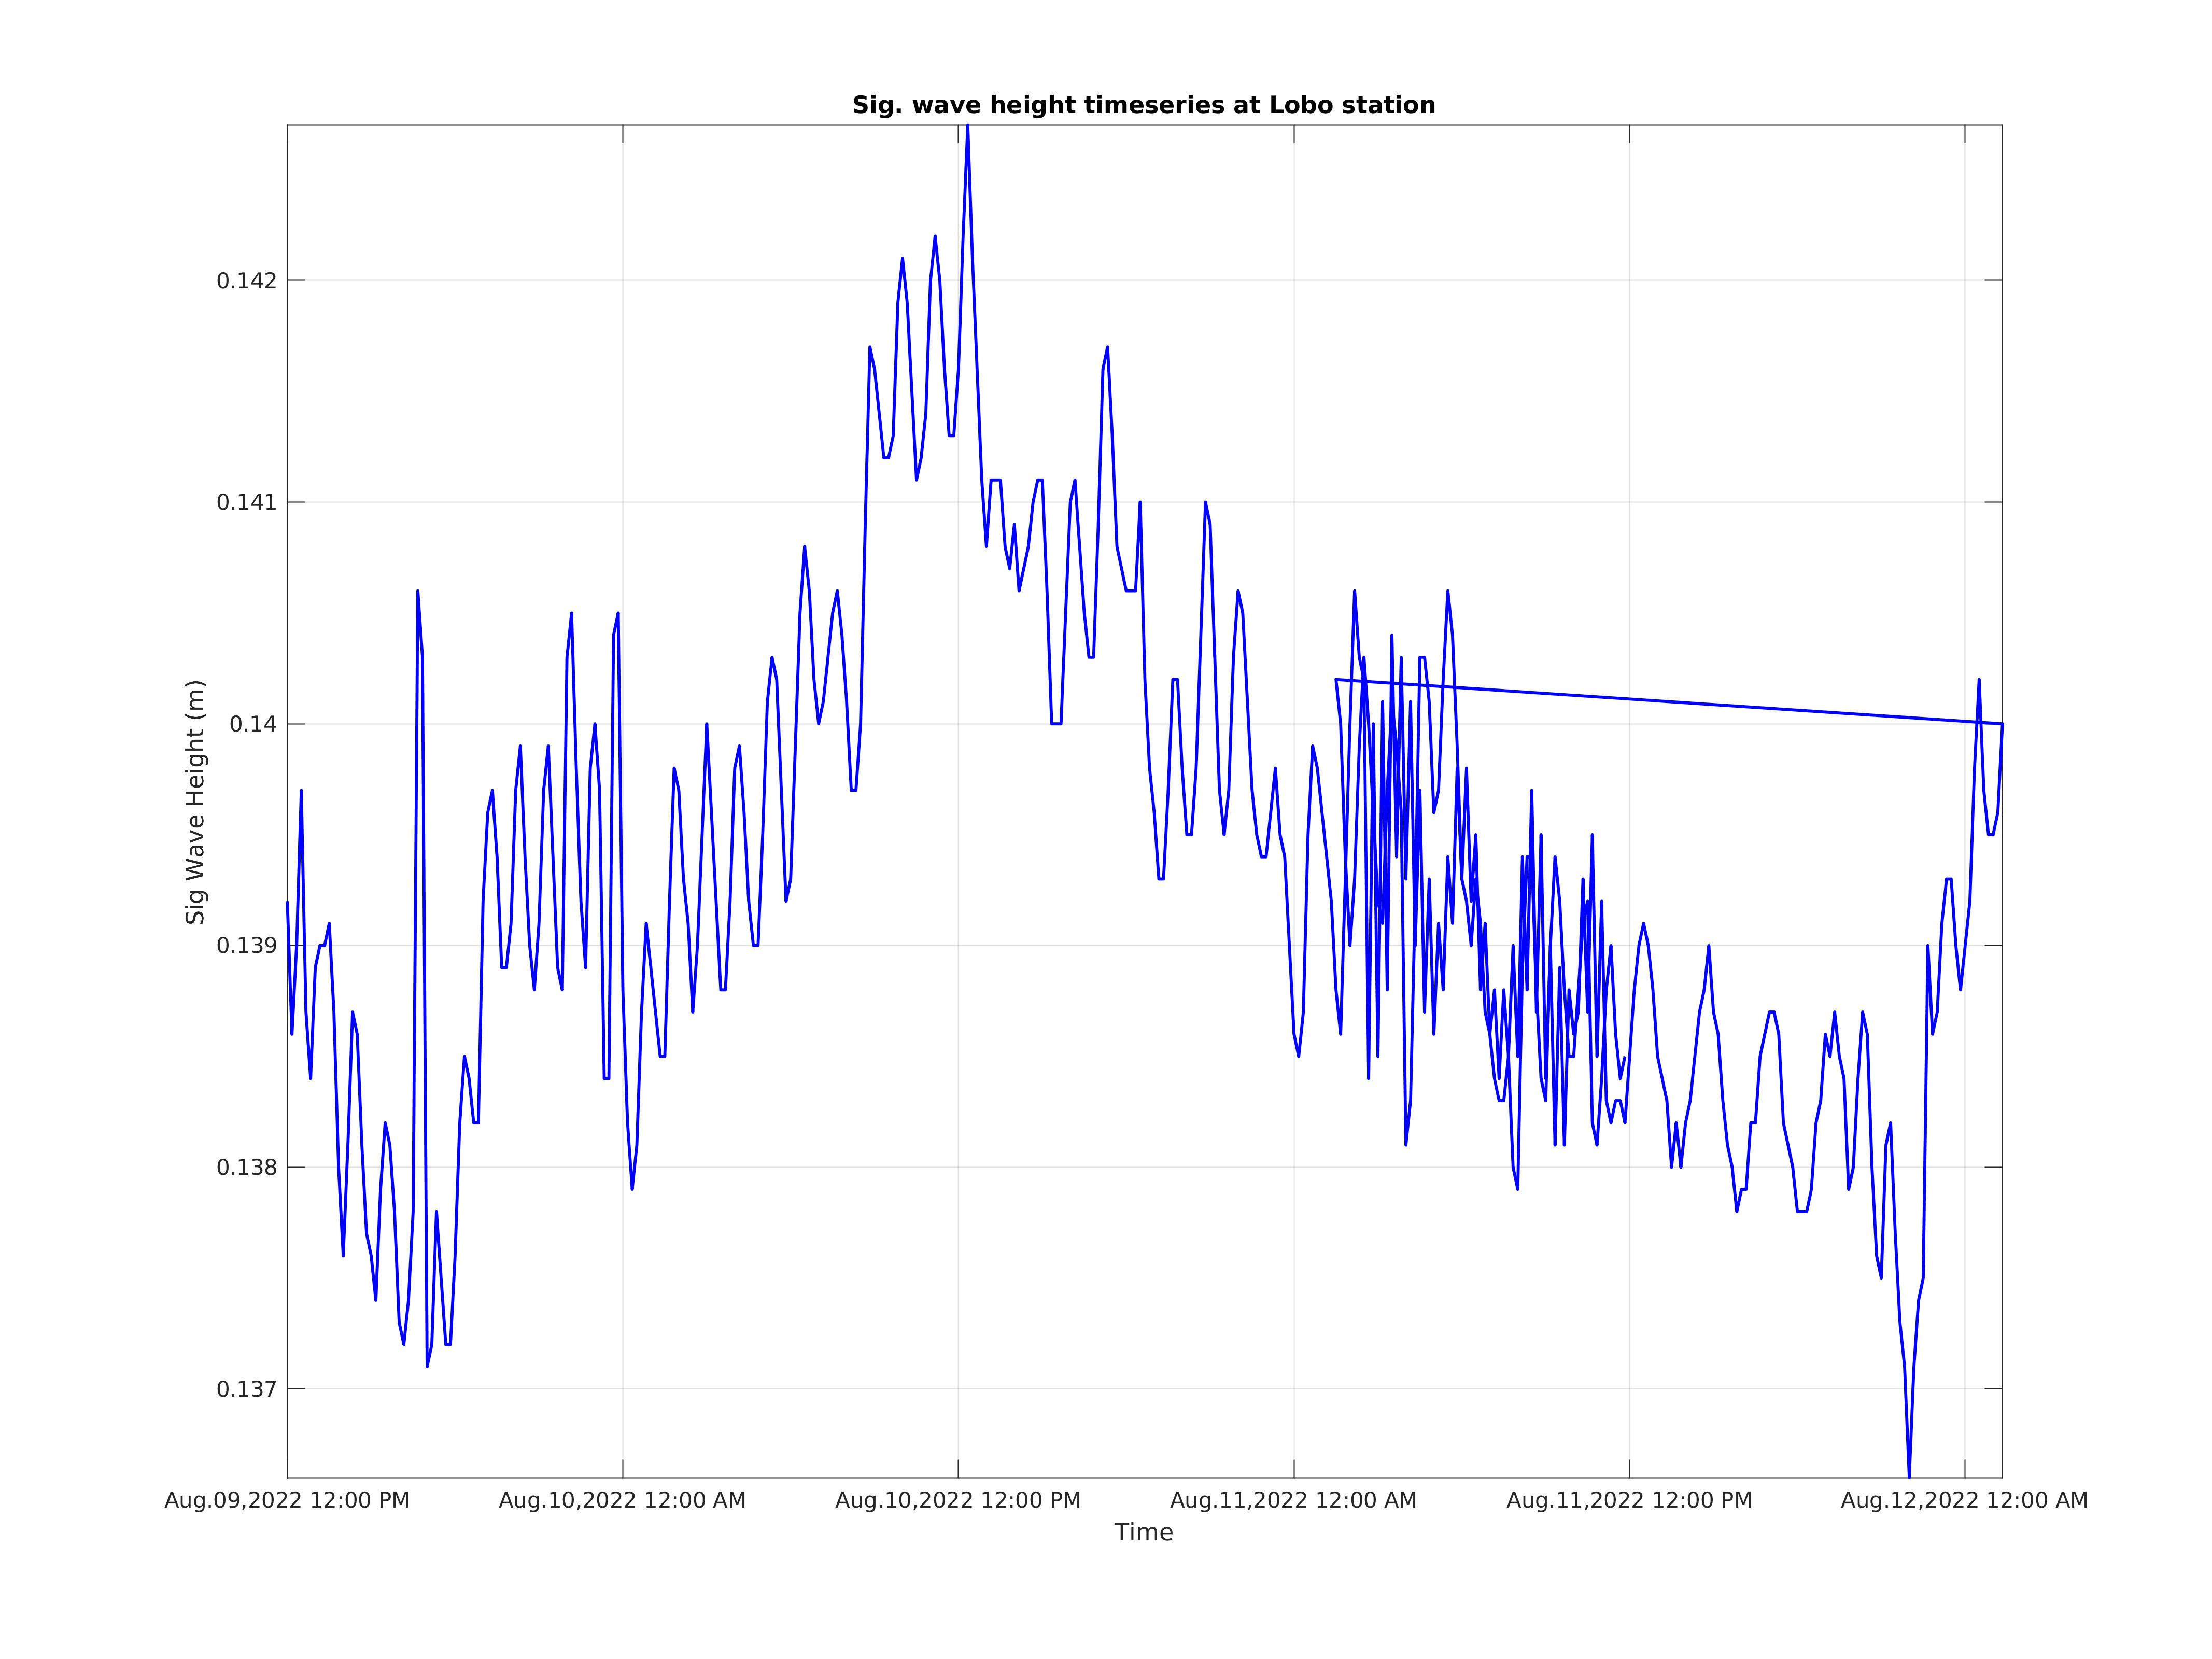 Sig. wave height timeseries at Lobo station
Sig Wave Height (m)
0.142
0.141
0.14
0.139
0.138
0.137
Aug.09,2022 12:00 PM
Aug.10,2022 12:00 AM
Aug.10,2022 12:00 PM
Aug.11,2022 12:00 AM
Aug.11,2022 12:00 PM
Aug.12,2022 12:00 AM
Time